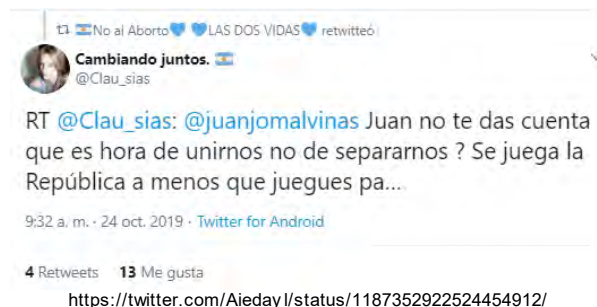 No al Aborto💙 💙LAS DOS VIDAS💙 retwitteó
Cambiando juntos. 🇦🇷
@Clau_sias
RT @Clau_sias: @juanjomalvinas Juan no te das cuenta
que es hora de unirnos no de separarnos ? Se juega la
República a menos que juegues pa...
9:32 a. m. · 24 oct. 2019 · Twitter for Android
4 Retweets 13 Me gusta
https://twitter.com/Aieday|/status/1187352922524454912/